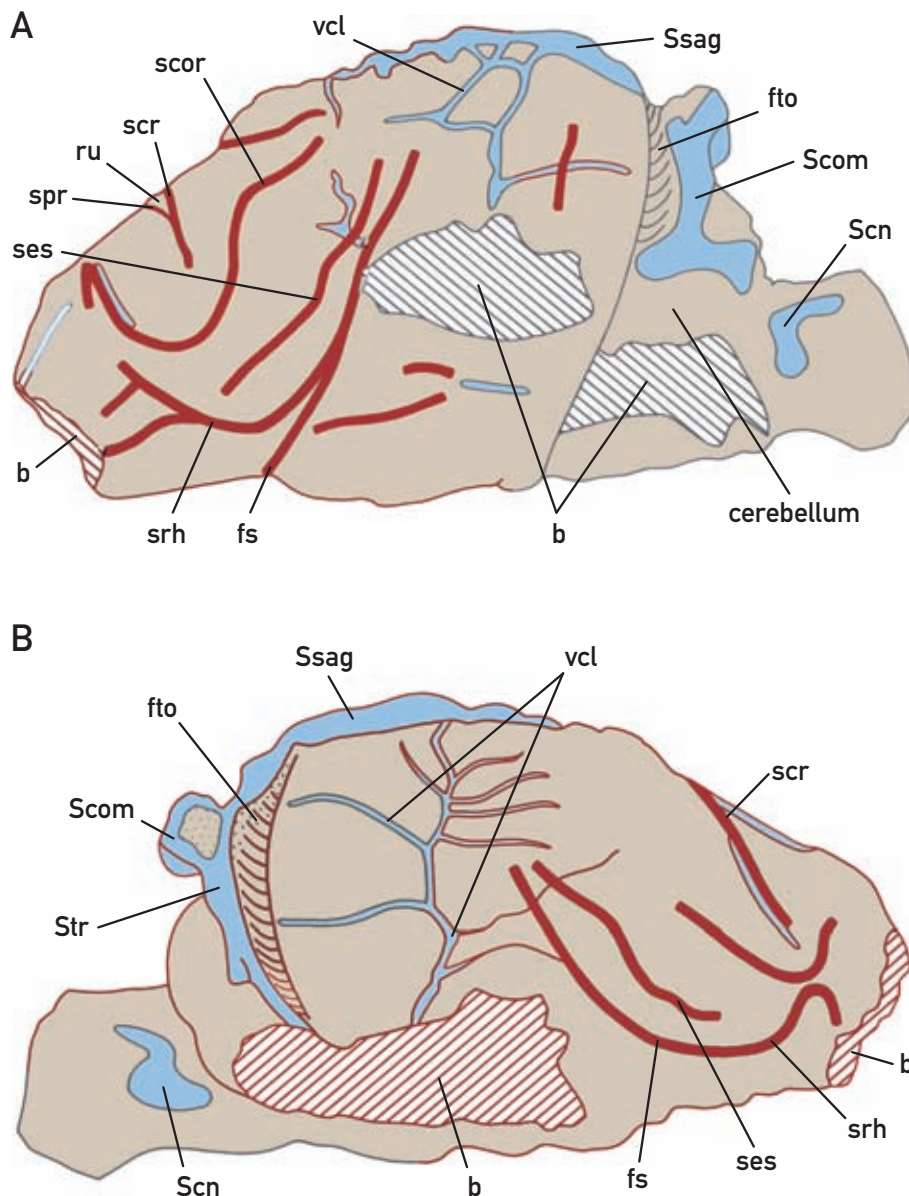 A
vcl
Ssag
scor
fto
scr
ru
Scom
spr
Scn
ses
b
srh
fs
b
cerebellum
B
Ssag
vcl
fto
scr
Scom
Str
b
srh
ses
fs
Scn
b